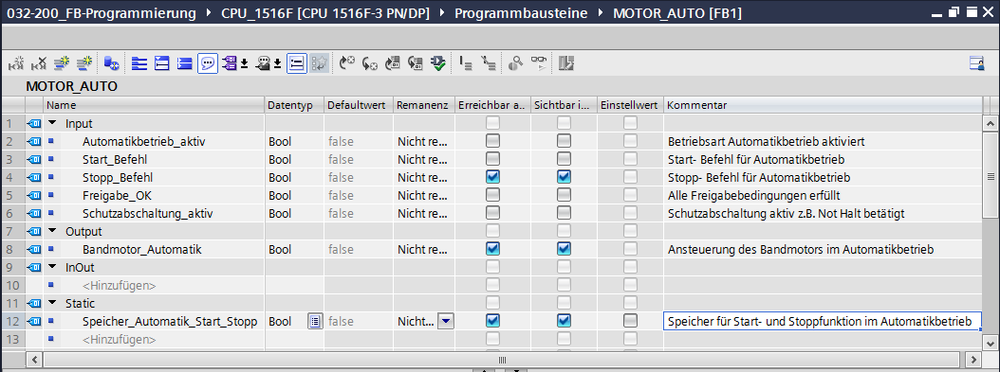 032-200_FB-Programmierung ▸ CPU_1516F [CPU 1516F-3 PN/DP] ▸ Programmbausteine ▸ MOTOR_AUTO [FB1]
MOTOR_AUTO
Name Datentyp Defaultwert Remanenz Erreichbar a.. Sichtbar i... Einstellwert Kommentar
1 Input
2 Automatikbetrieb_aktiv Bool false Nicht re... Betriebsart Automatikbetrieb aktiviert
3 Start_Befehl Bool false Nicht re... Start- Befehl für Automatikbetrieb
4 Stopp_Befehl Bool false Nicht re... Stopp- Befehl für Automatikbetrieb
5 Freigabe_OK Bool false Nicht re... Alle Freigabebedingungen erfüllt
6 Schutzabschaltung_aktiv Bool false Nicht re... Schutzabschaltung aktiv z.B. Not Halt betätigt
7 Output
8 Bandmotor_Automatik Bool false Nicht re... Ansteuerung des Bandmotors im Automatikbetrieb
9 InOut
10 <Hinzufügen>
11 Static
12 Speicher_Automatik_Start_Stopp Bool false Nicht... Speicher für Start- und Stoppfunktion im Automatikbetrieb
13 <Hinzufügen>